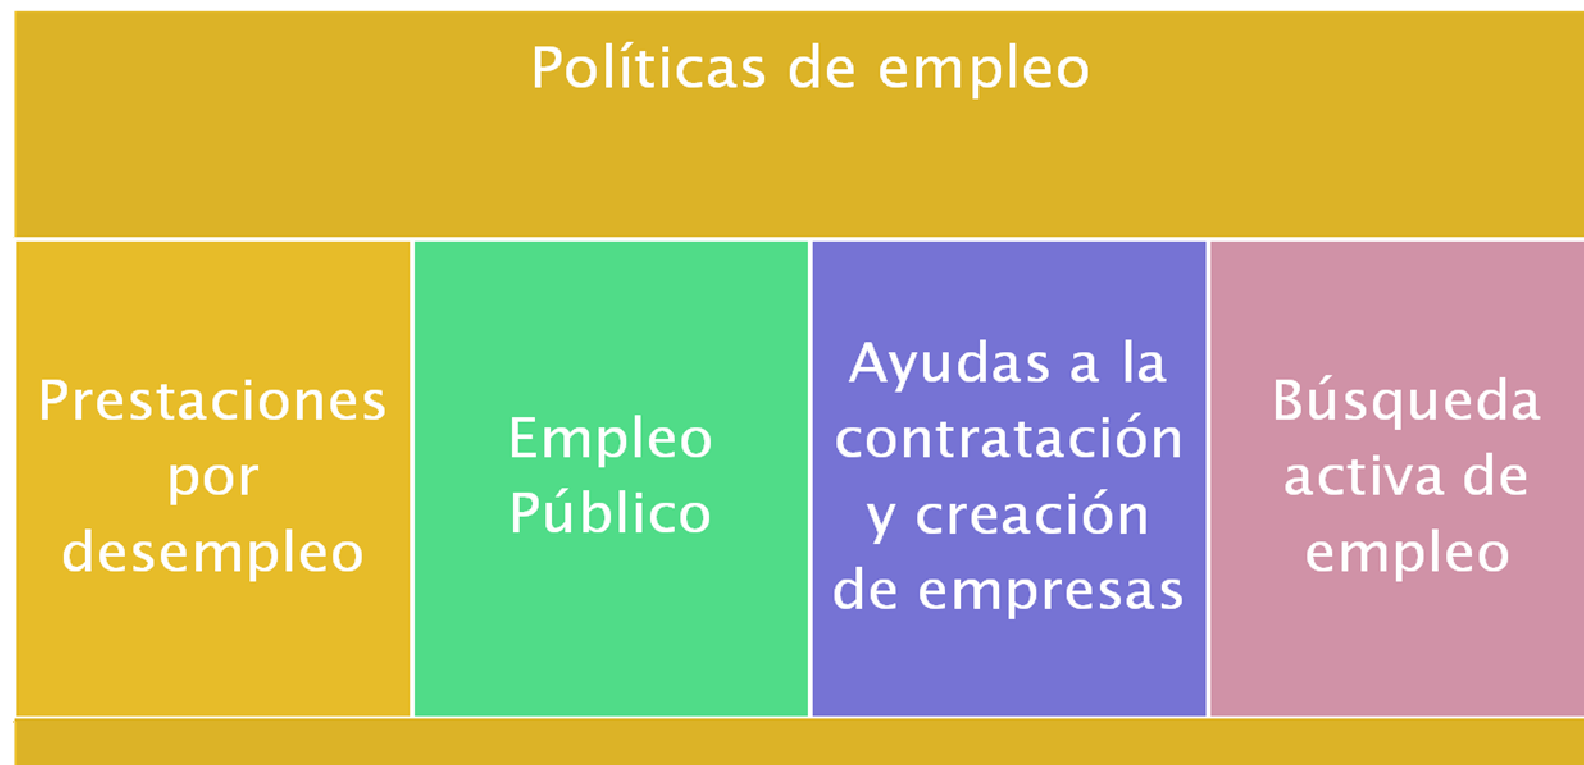 Políticas de empleo
Prestaciones
por
desempleo
Empleo
Público
Ayudas a la
contratación
y creación
de empresas
Búsqueda
activa de
empleo